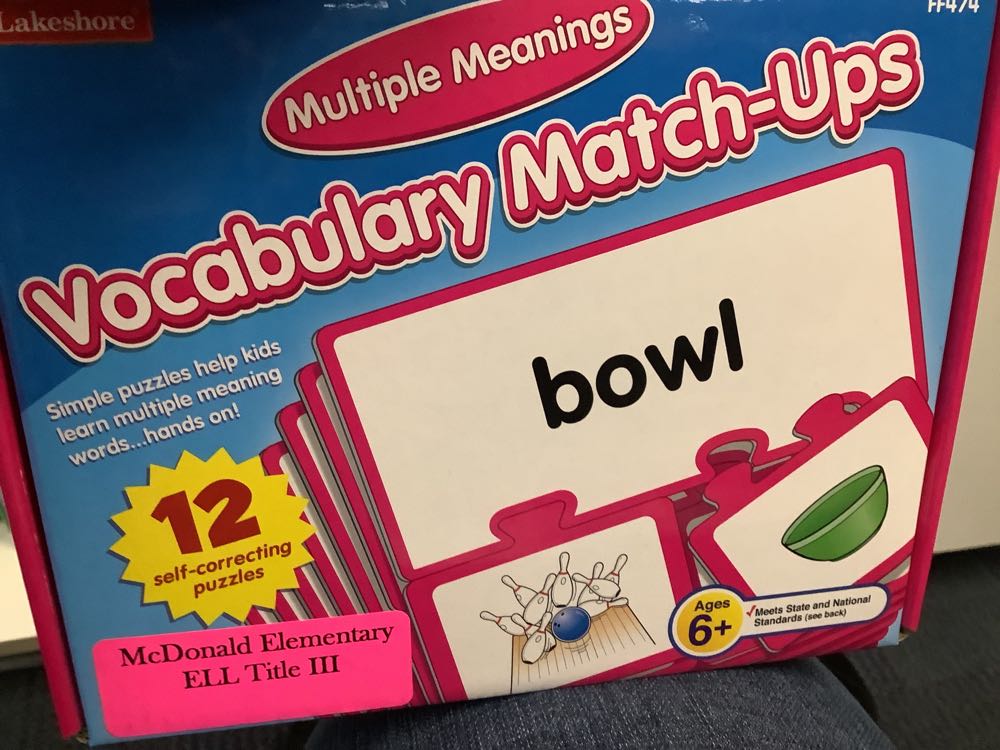 Lakeshore
FF474
Multiple Meanings
Vocabulary Match-Ups
bowl
Simple puzzles help kids
learn multiple meaning
words...hands on!
12
self-correcting
puzzles
Ages
6+
Meets State and National
Standards (see back)
McDonald Elementary
ELL Title III